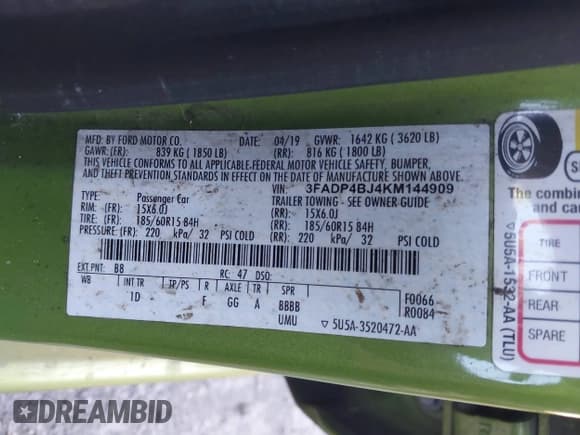 MFD. BY FORD MOTOR CO. DATE: 04/19 GVWR: 1642 KG ( 3620 LB)
GAWR:(FR): 839 KG ( 1850 LB) (RR): 816 KG ( 1800 LB)
THIS VEHICLE CONFORMS TO ALL APPLICABLE FEDERAL MOTOR VEHICLE SAFETY, BUMPER,
AND THEFT PREVENTION STANDARDS IN EFFECT ON THE DATE OF MANUFACTURE SHOWN ABOVE.
VIN: 3FADP4BJ4KM144909
TYPE: Passenger Car TRAILER TOWING - SEE OWNER GUIDE
RIM: (FR): 15X6.0J (RR): 15X6.0J
TIRE: (FR): 185/60R15 84H (RR): 185/60R15 84H
PRESSURE:(FR): 220 kPa/ 32 PSI COLD (RR): 220 kPa/ 32 PSI COLD
EXT.PNT: B8 RC: 47 DSO:
WB INT TR TP/PS R AXLE TR SPR
1D F GG A BBBB F0066
UMU R0084
▽ 5U5A-3520472-AA
The combin
and car
TIRE
FRONT
REAR
SPARE
▽ 5U5A-1532-AA (TLU)
DREAMBID